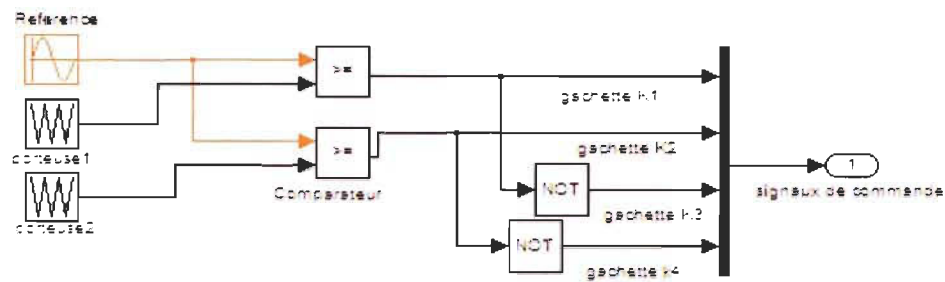 Reference
>=
gachette K1
porteuse1
>=
gachette K2
Comparateur
1
signaux de commande
NOT
gachette K3
porteuse2
NOT
gachette k4